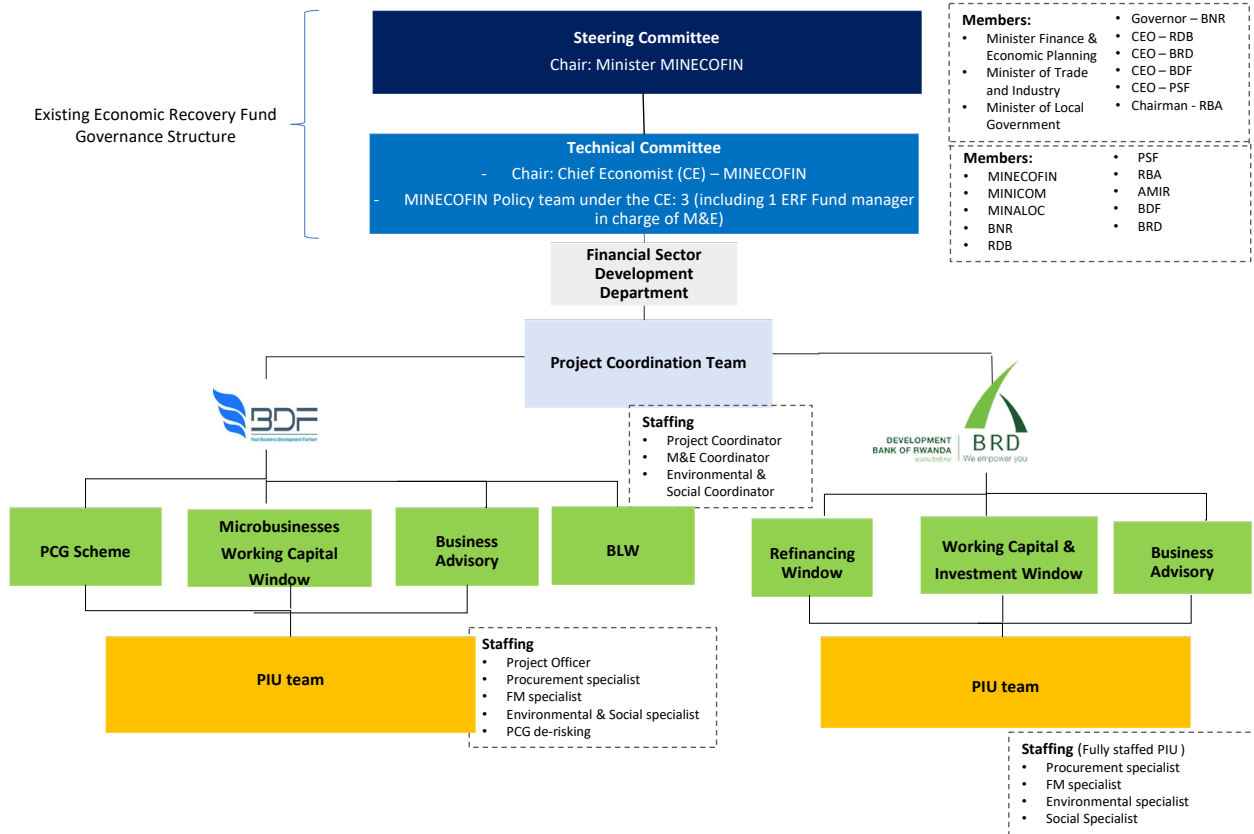 Steering Committee
Chair: Minister MINECOFIN
Members:
• Minister Finance &
Economic Planning
• Minister of Trade
and Industry
• Minister of Local
Government
• Governor – BNR
• CEO – RDB
• CEO – BRD
• CEO – BDF
• CEO – PSF
• Chairman - RBA
Existing Economic Recovery Fund
Governance Structure
Technical Committee
- Chair: Chief Economist (CE) – MINECOFIN
- MINECOFIN Policy team under the CE: 3 (including 1 ERF Fund manager
in charge of M&E)
Members:
• MINECOFIN
• MINICOM
• MINALOC
• BNR
• RDB
• PSF
• RBA
• AMIR
• BDF
• BRD
Financial Sector
Development
Department
Project Coordination Team
BDF
Your Business Development Partner
Staffing
• Project Coordinator
• M&E Coordinator
• Environmental &
Social Coordinator
DEVELOPMENT
BANK OF RWANDA
www.brd.rw
BRD
We empower you
PCG Scheme
Microbusinesses
Working Capital
Window
Business
Advisory
BLW
Refinancing
Window
Working Capital &
Investment Window
Business
Advisory
PIU team
Staffing
• Project Officer
• Procurement specialist
• FM specialist
• Environmental & Social specialist
• PCG de-risking
PIU team
Staffing (Fully staffed PIU )
• Procurement specialist
• FM specialist
• Environmental specialist
• Social Specialist